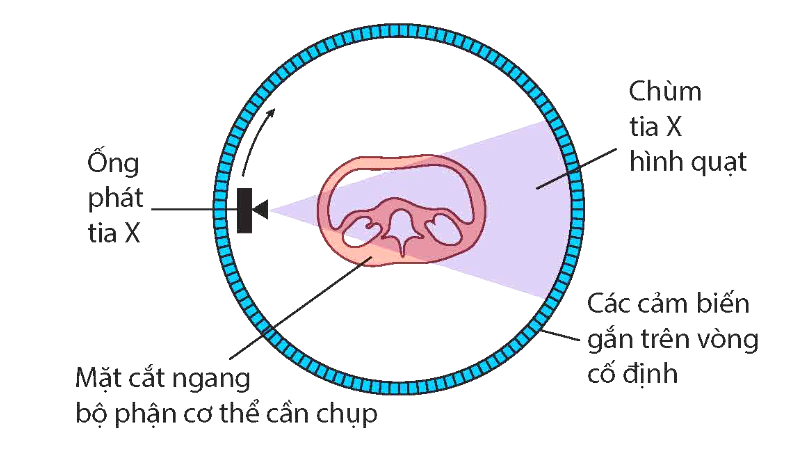 Chùm
tia X
hình quạt
Ống
phát
tia X
Các cảm biến
gắn trên vòng
cố định
Mặt cắt ngang
bộ phận cơ thể cần chụp